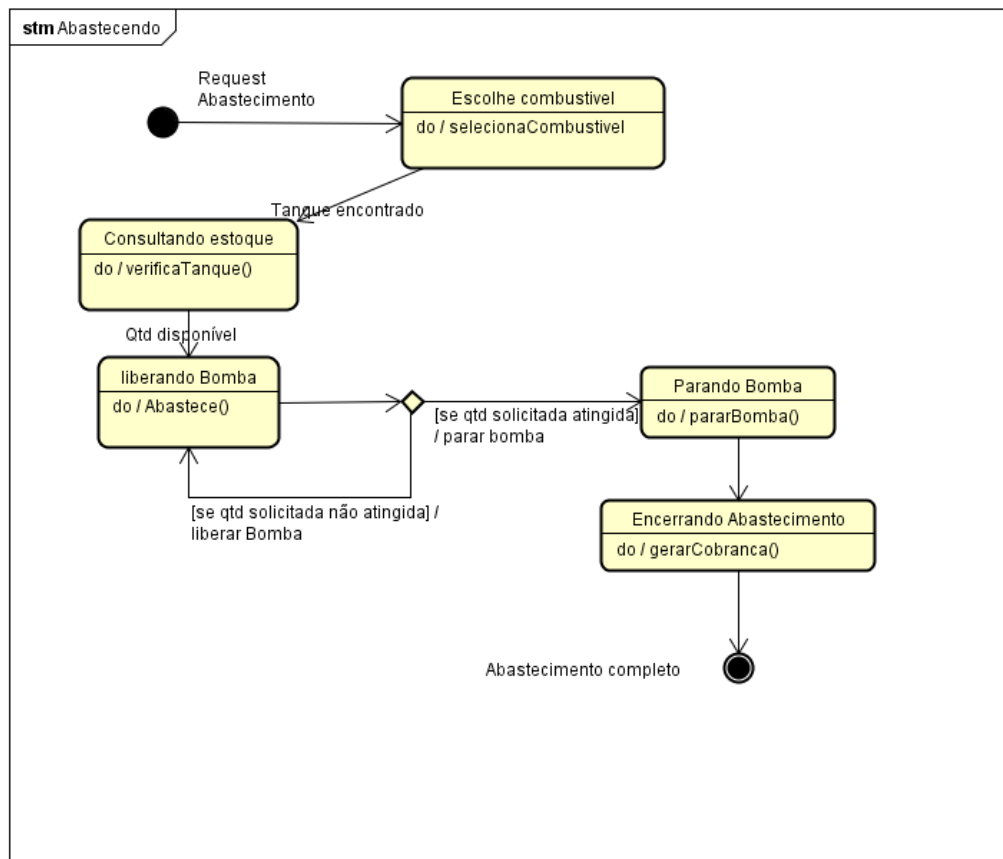 stm Abastecendo
Request
Abastecimento
Escolhe combustivel
do / selecionaCombustivel
Tanque encontrado
Consultando estoque
do / verificaTanque()
Qtd disponível
liberando Bomba
do / Abastece()
[se qtd solicitada atingida]
/ parar bomba
Parando Bomba
do / pararBomba()
[se qtd solicitada não atingida] /
liberar Bomba
Encerrando Abastecimento
do / gerarCobranca()
Abastecimento completo